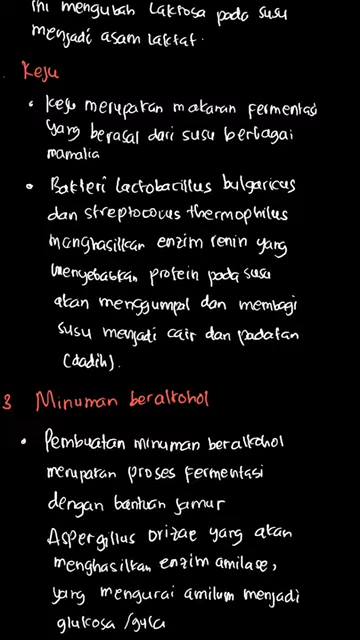 ini mengubah laktosa pada susu
menjadi asam laktat.
Keju
• Keju merupakan makanan fermentasi
yang berasal dari susu berbagai
mamalia
• Bakteri lactobacillus bulgaricus
dan streptococus thermophilus
manghasilkan enzim renin yang
menyebabkan protein pada susu
akan menggumpal dan membagi
susu menjadi cair dan padatan
(dadih).
3 Minuman beralkohol
• Pembuatan minuman beralkohol
merupakan proses fermentasi
dengan bantuan jamur
Aspergillus orizae yang akan
menghasilkan enzim amilase,
yang mengurai amilum menjadi
glukosa/gula